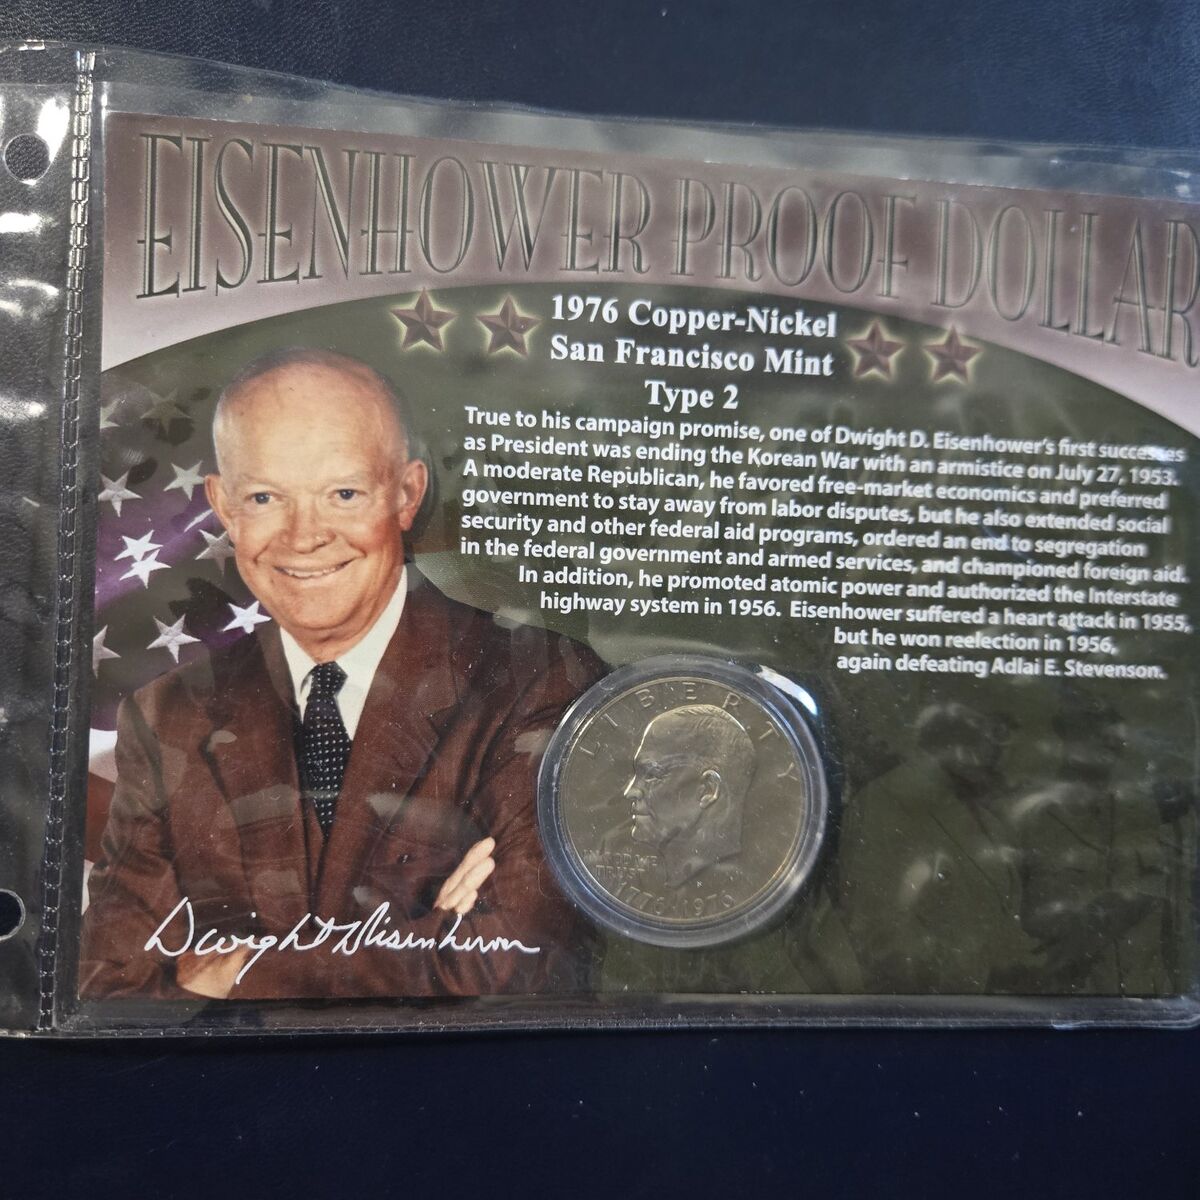 EISENHOWER PROOF DOLLAR
1976 Copper-Nickel
San Francisco Mint
Type 2
True to his campaign promise, one of Dwight D. Eisenhower's first successes
as President was ending the Korean War with an armistice on July 27, 1953.
A moderate Republican, he favored free-market economics and preferred
government to stay away from labor disputes, but he also extended social
security and other federal aid programs, ordered an end to segregation
in the federal government and armed services, and championed foreign aid.
In addition, he promoted atomic power and authorized the Interstate
highway system in 1956. Eisenhower suffered a heart attack in 1955,
but he won reelection in 1956,
again defeating Adlai E. Stevenson.
LIBERTY
IN GOD WE
TRUST
1776·1976
Dwight D Eisenhower